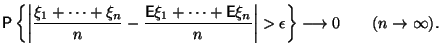 P { | (ξ₁ + ··· + ξₙ)/n − (Eξ₁ + ··· + Eξₙ)/n | > ϵ } ⟶ 0  (n → ∞).